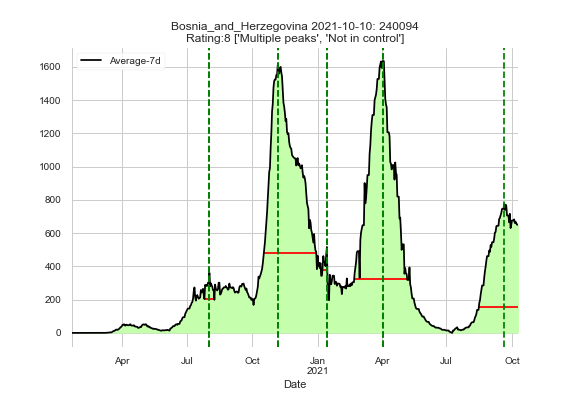 Bosnia_and_Herzegovina 2021-10-10: 240094
Rating:8 ['Multiple peaks', 'Not in control']
Average-7d
1600
1400
1200
1000
800
600
400
200
0
Apr Jul Oct Jan Apr Jul Oct
2021
Date